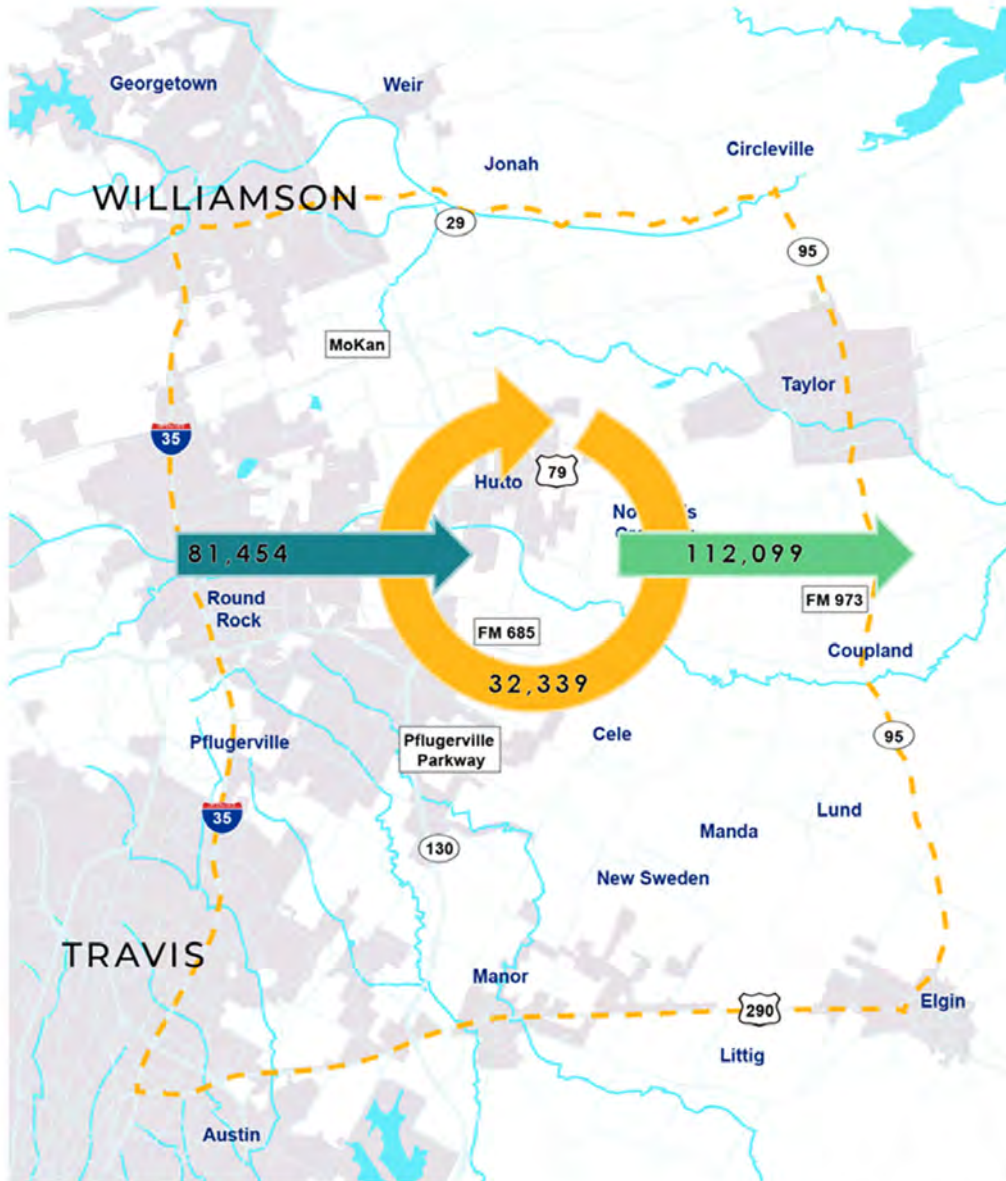 Georgetown
Weir
Circleville
Jonah
WILLIAMSON
29
95
MoKan
Taylor
35
Hutto
79
81,454
112,099
Round
Rock
FM 973
FM 685
Coupland
32,339
Cele
Pflugerville
Pflugerville
Parkway
95
35
Lund
Manda
130
New Sweden
TRAVIS
Manor
Elgin
290
Littig
Austin